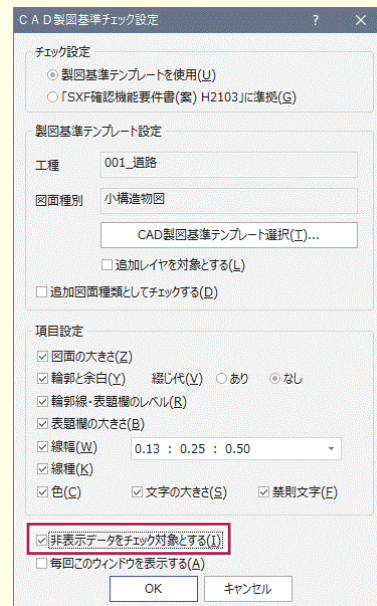 CAD製図基準チェック設定 ? ×
チェック設定
製図基準テンプレートを使用(U)
「SXF確認機能要件書(案) H2103」に準拠(G)
製図基準テンプレート設定
工種 001_道路
図面種別 小構造物図
CAD製図基準テンプレート選択(T)...
追加レイヤを対象とする(L)
追加図面種類としてチェックする(D)
項目設定
図面の大きさ(Z)
輪郭と余白(Y) 綴じ代(V) あり なし
輪郭線・表題欄のレベル(R)
表題欄の大きさ(B)
線幅(W) 0.13 : 0.25 : 0.50
線種(K)
色(C) 文字の大きさ(S) 禁則文字(F)
非表示データをチェック対象とする(I)
毎回このウィンドウを表示する(A)
OK キャンセル